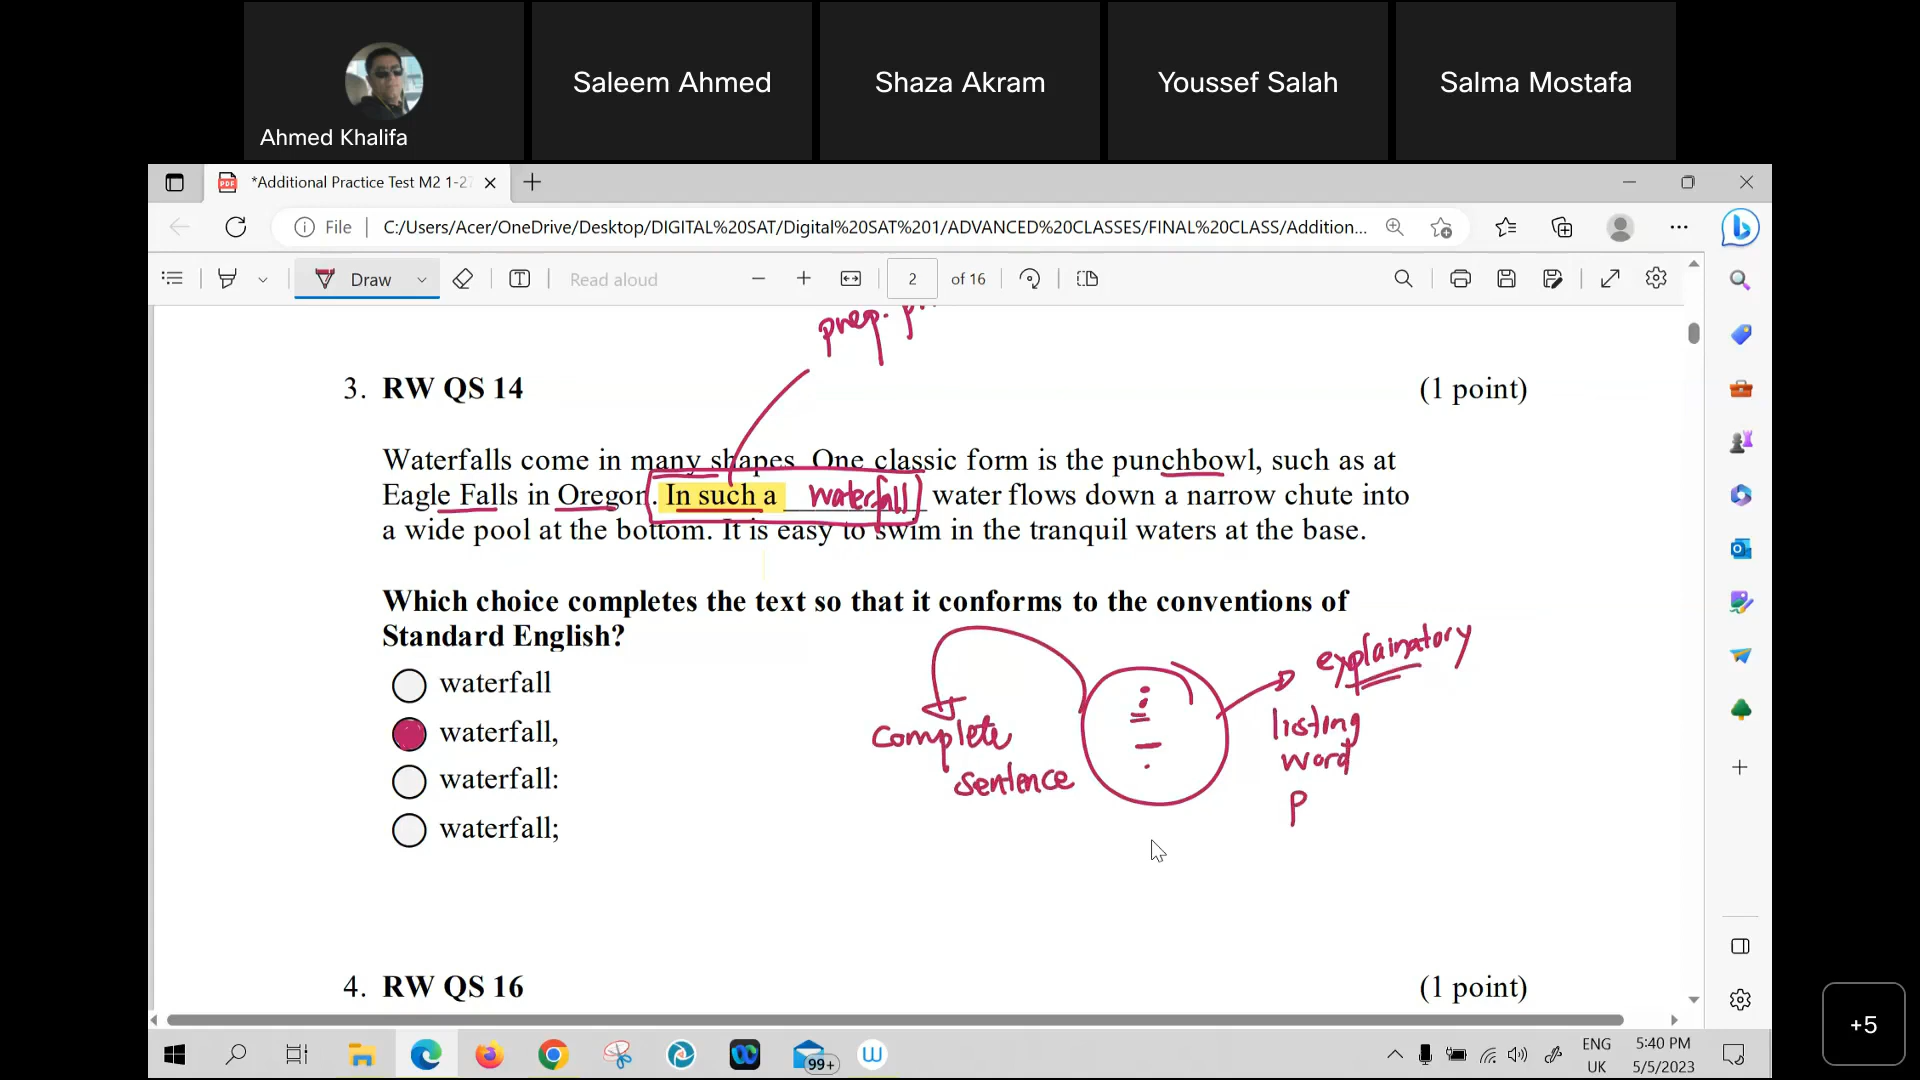 Saleem Ahmed
Shaza Akram
Youssef Salah
Salma Mostafa
Ahmed Khalifa
*Additional Practice Test M2 1-27
File
C:/Users/Acer/OneDrive/Desktop/DIGITAL%20SAT/Digital%20SAT%201/ADVANCED%20CLASSES/FINAL%20CLASS/Addition...
Draw
Read aloud
2
of 16
prep.
3. RW QS 14
(1 point)
Waterfalls come in many shapes. One classic form is the punchbowl, such as at
Eagle Falls in Oregon. In such a waterfall water flows down a narrow chute into
a wide pool at the bottom. It is easy to swim in the tranquil waters at the base.
Which choice completes the text so that it conforms to the conventions of
Standard English?
waterfall
waterfall,
waterfall:
waterfall;
explainatory
listing
word
p
complete
sentence
4. RW QS 16
(1 point)
+5
99+
ENG
UK
5:40 PM
5/5/2023